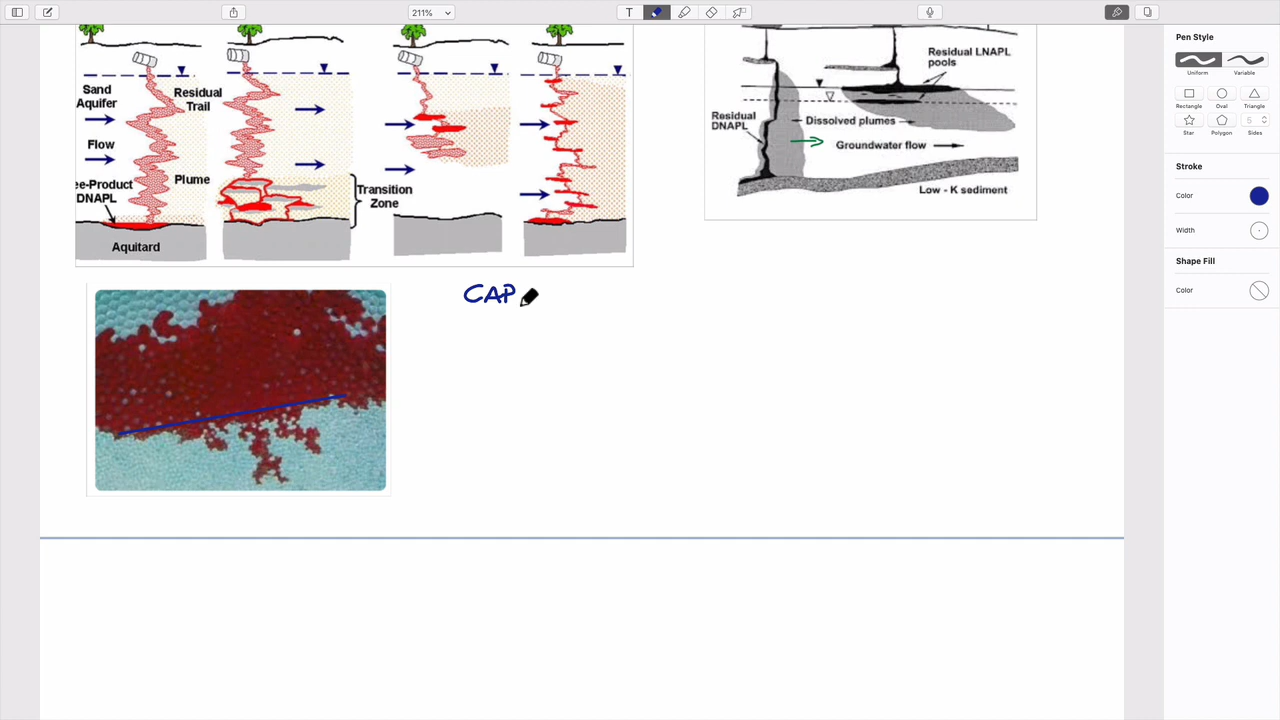 211%
T
Sand Aquifer
Residual Trail
Flow
ee-Product DNAPL
Plume
Aquitard
Transition Zone
Residual LNAPL pools
Residual DNAPL
Dissolved plumes
Groundwater flow
Low - K sediment
CAP
Pen Style
Uniform
Variable
Rectangle
Oval
Triangle
Star
Polygon
5
Sides
Stroke
Color
Width
Shape Fill
Color